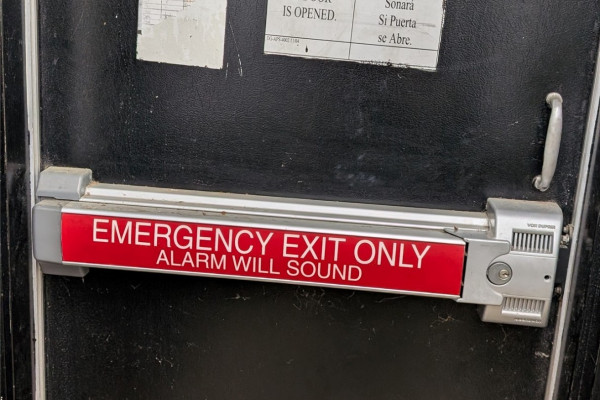 IS OPENED.
Sonará
Si Puerta
se Abre.
EMERGENCY EXIT ONLY
ALARM WILL SOUND